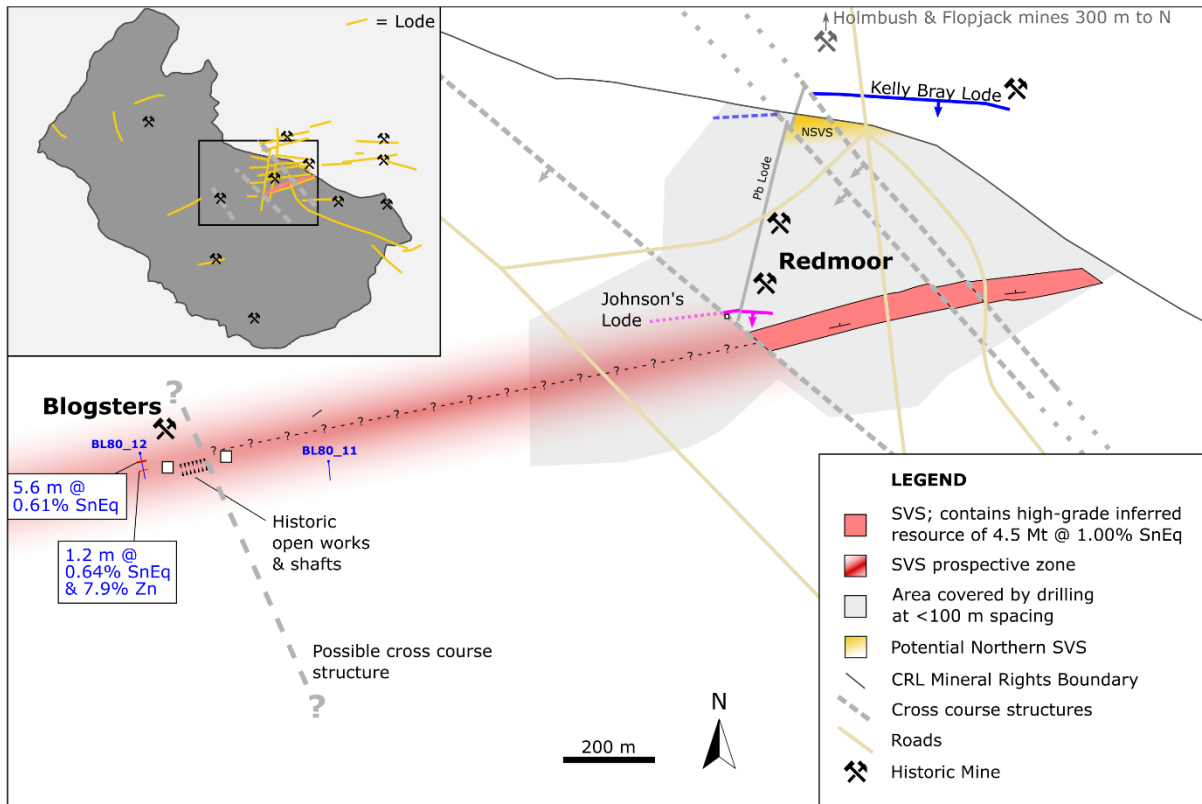 = Lode
Holmbush & Flopjack mines 300 m to N
Kelly Bray Lode
NSVS
Pb Lode
Redmoor
Johnson's
Lode
?
Blogsters
BL80_12
BL80_11
? ? ? ? ? ? ? ? ? ? ? ? ? ?
5.6 m @
0.61% SnEq
1.2 m @
0.64% SnEq
& 7.9% Zn
Historic
open works
& shafts
Possible cross course
structure
?
200 m
N
LEGEND
SVS; contains high-grade inferred
resource of 4.5 Mt @ 1.00% SnEq
SVS prospective zone
Area covered by drilling
at <100 m spacing
Potential Northern SVS
CRL Mineral Rights Boundary
Cross course structures
Roads
Historic Mine